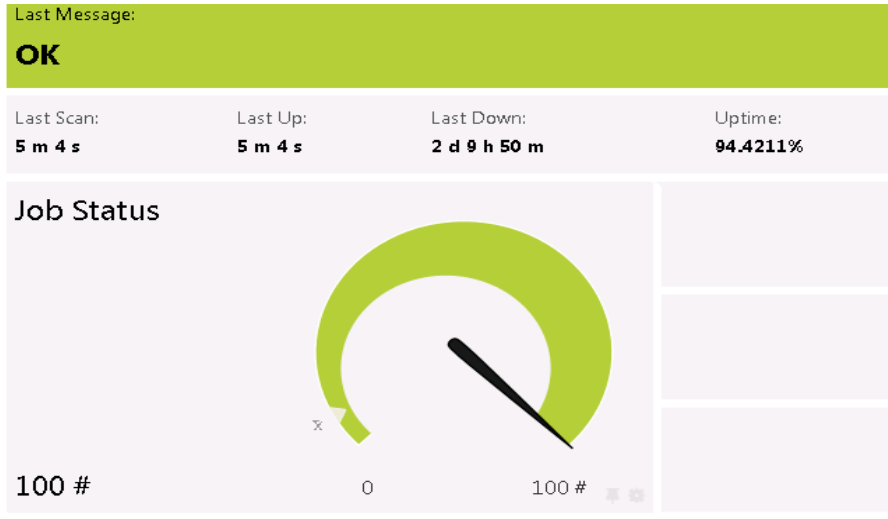 Last Message:
OK
Last Scan: Last Up: Last Down: Uptime:
5 m 4 s 5 m 4 s 2 d 9 h 50 m 94.4211%
Job Status
x̄
100 # 0 100 #